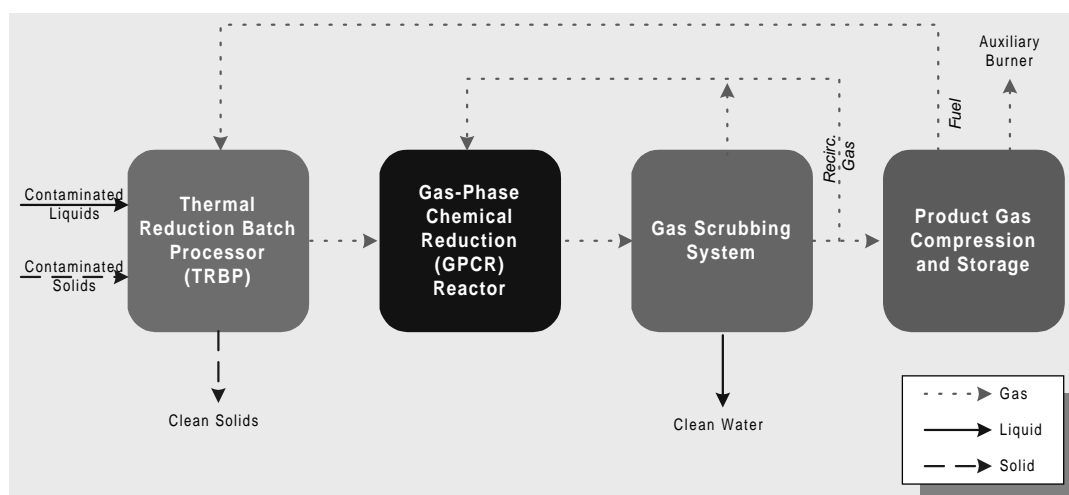 Auxiliary
Burner
Fuel
Recirc.
Gas
Contaminated
Liquids
Contaminated
Solids
Thermal
Reduction Batch
Processor
(TRBP)
Gas-Phase
Chemical
Reduction
(GPCR)
Reactor
Gas Scrubbing
System
Product Gas
Compression
and Storage
Clean Solids
Clean Water
Gas
Liquid
Solid